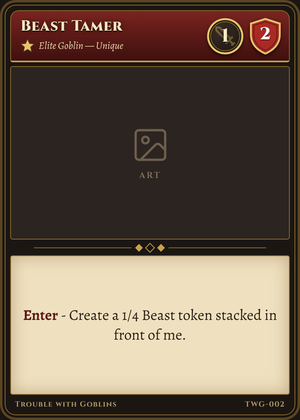 Beast Tamer
Elite Goblin — Unique
1
2
ART
Enter - Create a 1/4 Beast token stacked in
front of me.
Trouble with Goblins
TWG-002